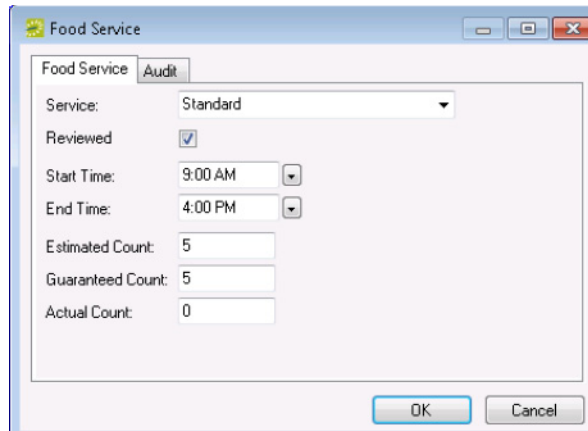 Food Service
Food Service Audit
Service: Standard
Reviewed
Start Time: 9:00 AM
End Time: 4:00 PM
Estimated Count: 5
Guaranteed Count: 5
Actual Count: 0
OK Cancel